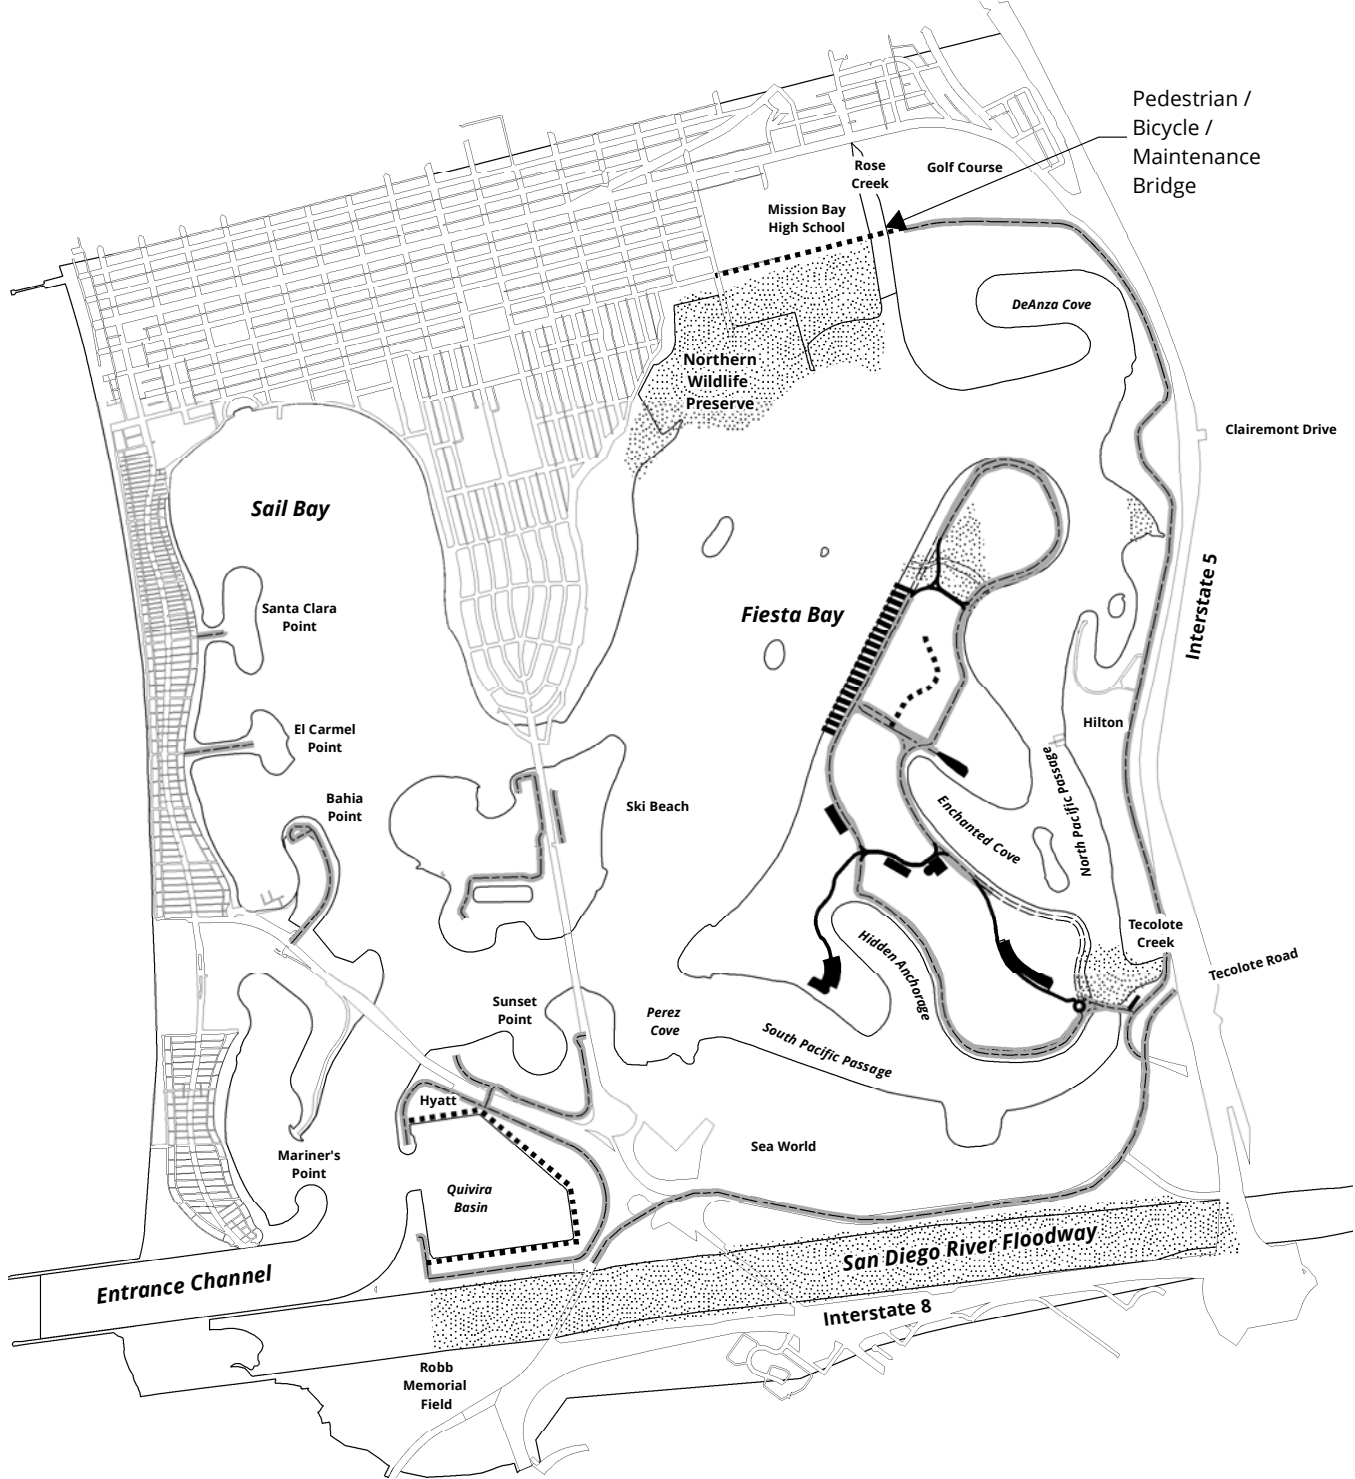 Pedestrian /
Bicycle /
Maintenance
Bridge
Rose
Creek
Golf Course
Mission Bay
High School
DeAnza Cove
Northern
Wildlife
Preserve
Clairemont Drive
Sail Bay
Interstate 5
Santa Clara
Point
Fiesta Bay
El Carmel
Point
Hilton
North Pacific Passage
Bahia
Point
Ski Beach
Enchanted Cove
Tecolote
Creek
Hidden Anchorage
Tecolote Road
Sunset
Point
Perez
Cove
South Pacific Passage
Hyatt
Sea World
Mariner's
Point
Quivira
Basin
San Diego River Floodway
Entrance Channel
Interstate 8
Robb
Memorial
Field